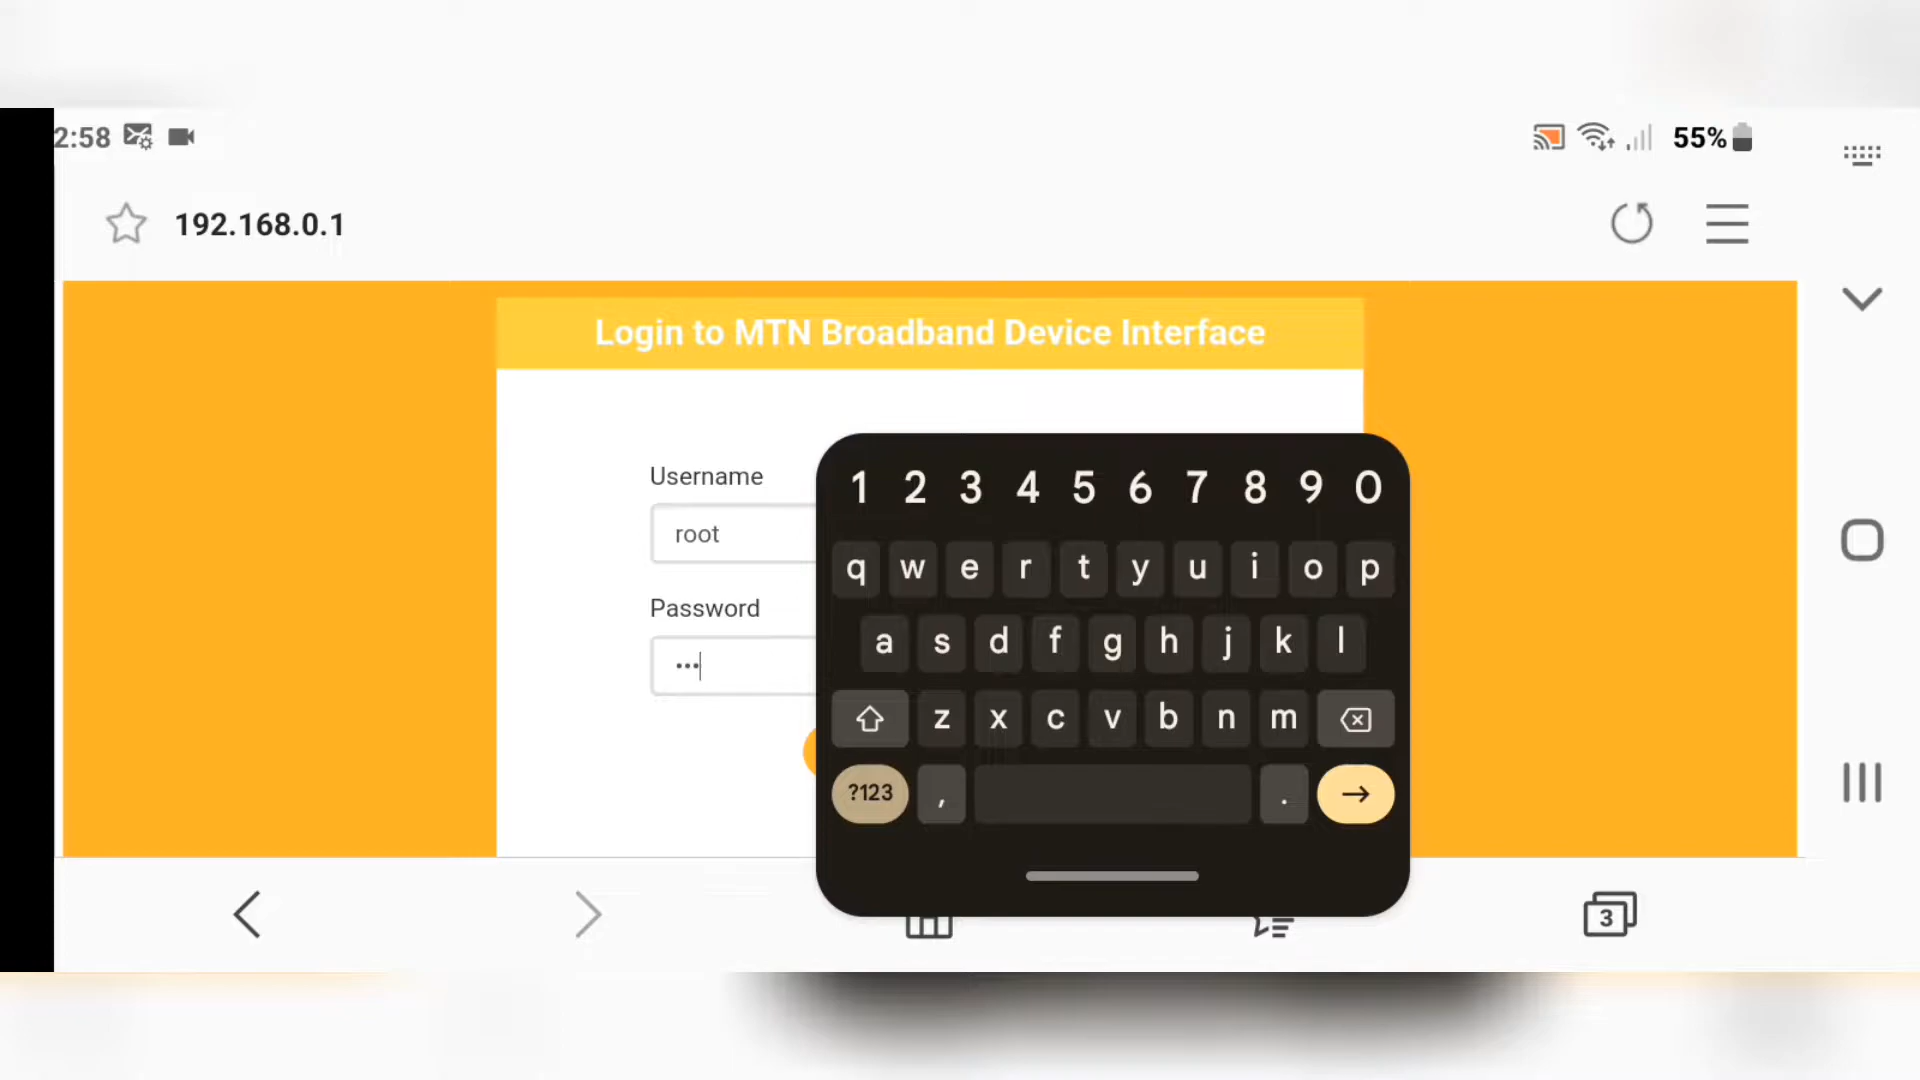 2:58 55%
192.168.0.1
Login to MTN Broadband Device Interface
Username
root
Password
•••
1 2 3 4 5 6 7 8 9 0
q w e r t y u i o p
a s d f g h j k l
z x c v b n m
?123 , .
3